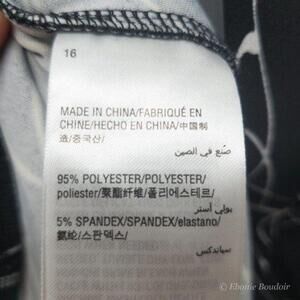 16
MADE IN CHINA/FABRIQUÉ EN
CHINE/HECHO EN CHINA/中国制
造/중국산/
صنع في الصين
95% POLYESTER/POLYESTER/
poliester/聚酯纤维/폴리에스테르/
بولي أستر
5% SPANDEX/SPANDEX/elastano/
氨纶/스판덱스/
سباندكس
© Ebonie Boudoir